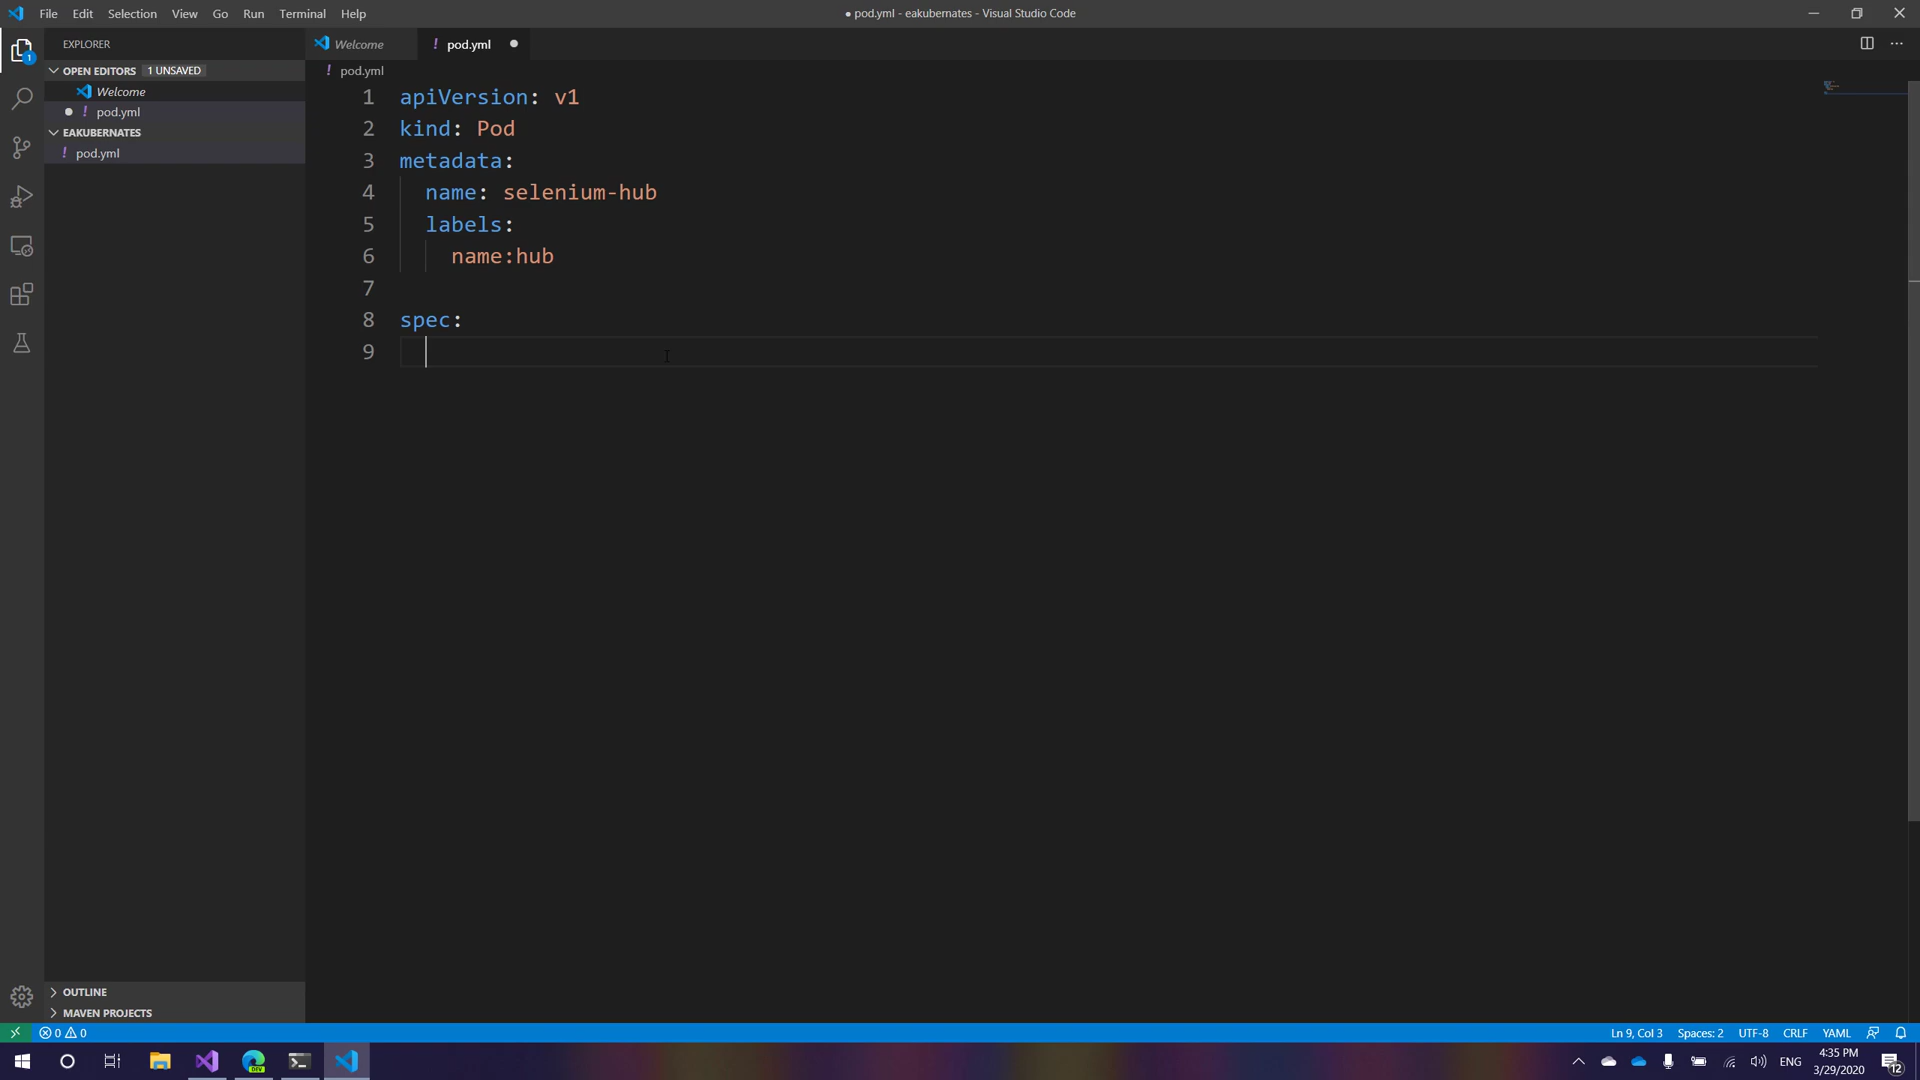 File Edit Selection View Go Run Terminal Help
● pod.yml - eakubernates - Visual Studio Code
EXPLORER
OPEN EDITORS 1 UNSAVED
Welcome
! pod.yml
EAKUBERNATES
! pod.yml
OUTLINE
MAVEN PROJECTS
Welcome
! pod.yml
! pod.yml
1 apiVersion: v1
2 kind: Pod
3 metadata:
4 name: selenium-hub
5 labels:
6 name:hub
7
8 spec:
9
1
0 0
Ln 9, Col 3 Spaces: 2 UTF-8 CRLF YAML
DEV
ENG
4:35 PM
3/29/2020
12